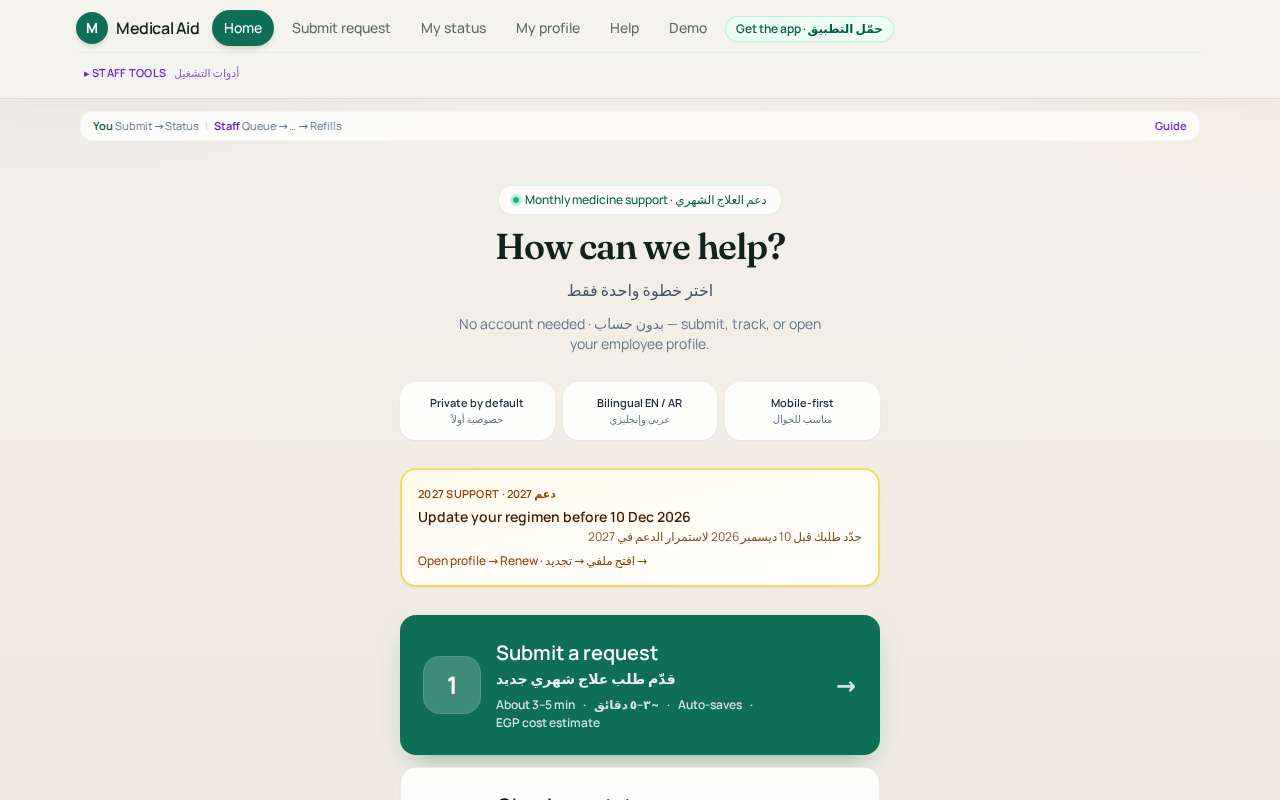 M Medical Aid Home Submit request My status My profile Help Demo Get the app · حمّل التطبيق
▸ STAFF TOOLS أدوات التشغيل
You Submit → Status | Staff Queue → … → Refills Guide
Monthly medicine support · دعم العلاج الشهري
How can we help?
اختر خطوة واحدة فقط
No account needed · بدون حساب — submit, track, or open
your employee profile.
Private by default Bilingual EN / AR Mobile-first
خصوصية أولاً عربي وإنجليزي مناسب للجوال
2027 SUPPORT · دعم 2027
Update your regimen before 10 Dec 2026
جدّد طلبك قبل 10 ديسمبر 2026 لاستمرار الدعم في 2027
Open profile → Renew · افتح ملفي → تجديد →
1 Submit a request →
قدّم طلب علاج شهري جديد
About 3–5 min · ~٣–٥ دقائق · Auto-saves ·
EGP cost estimate